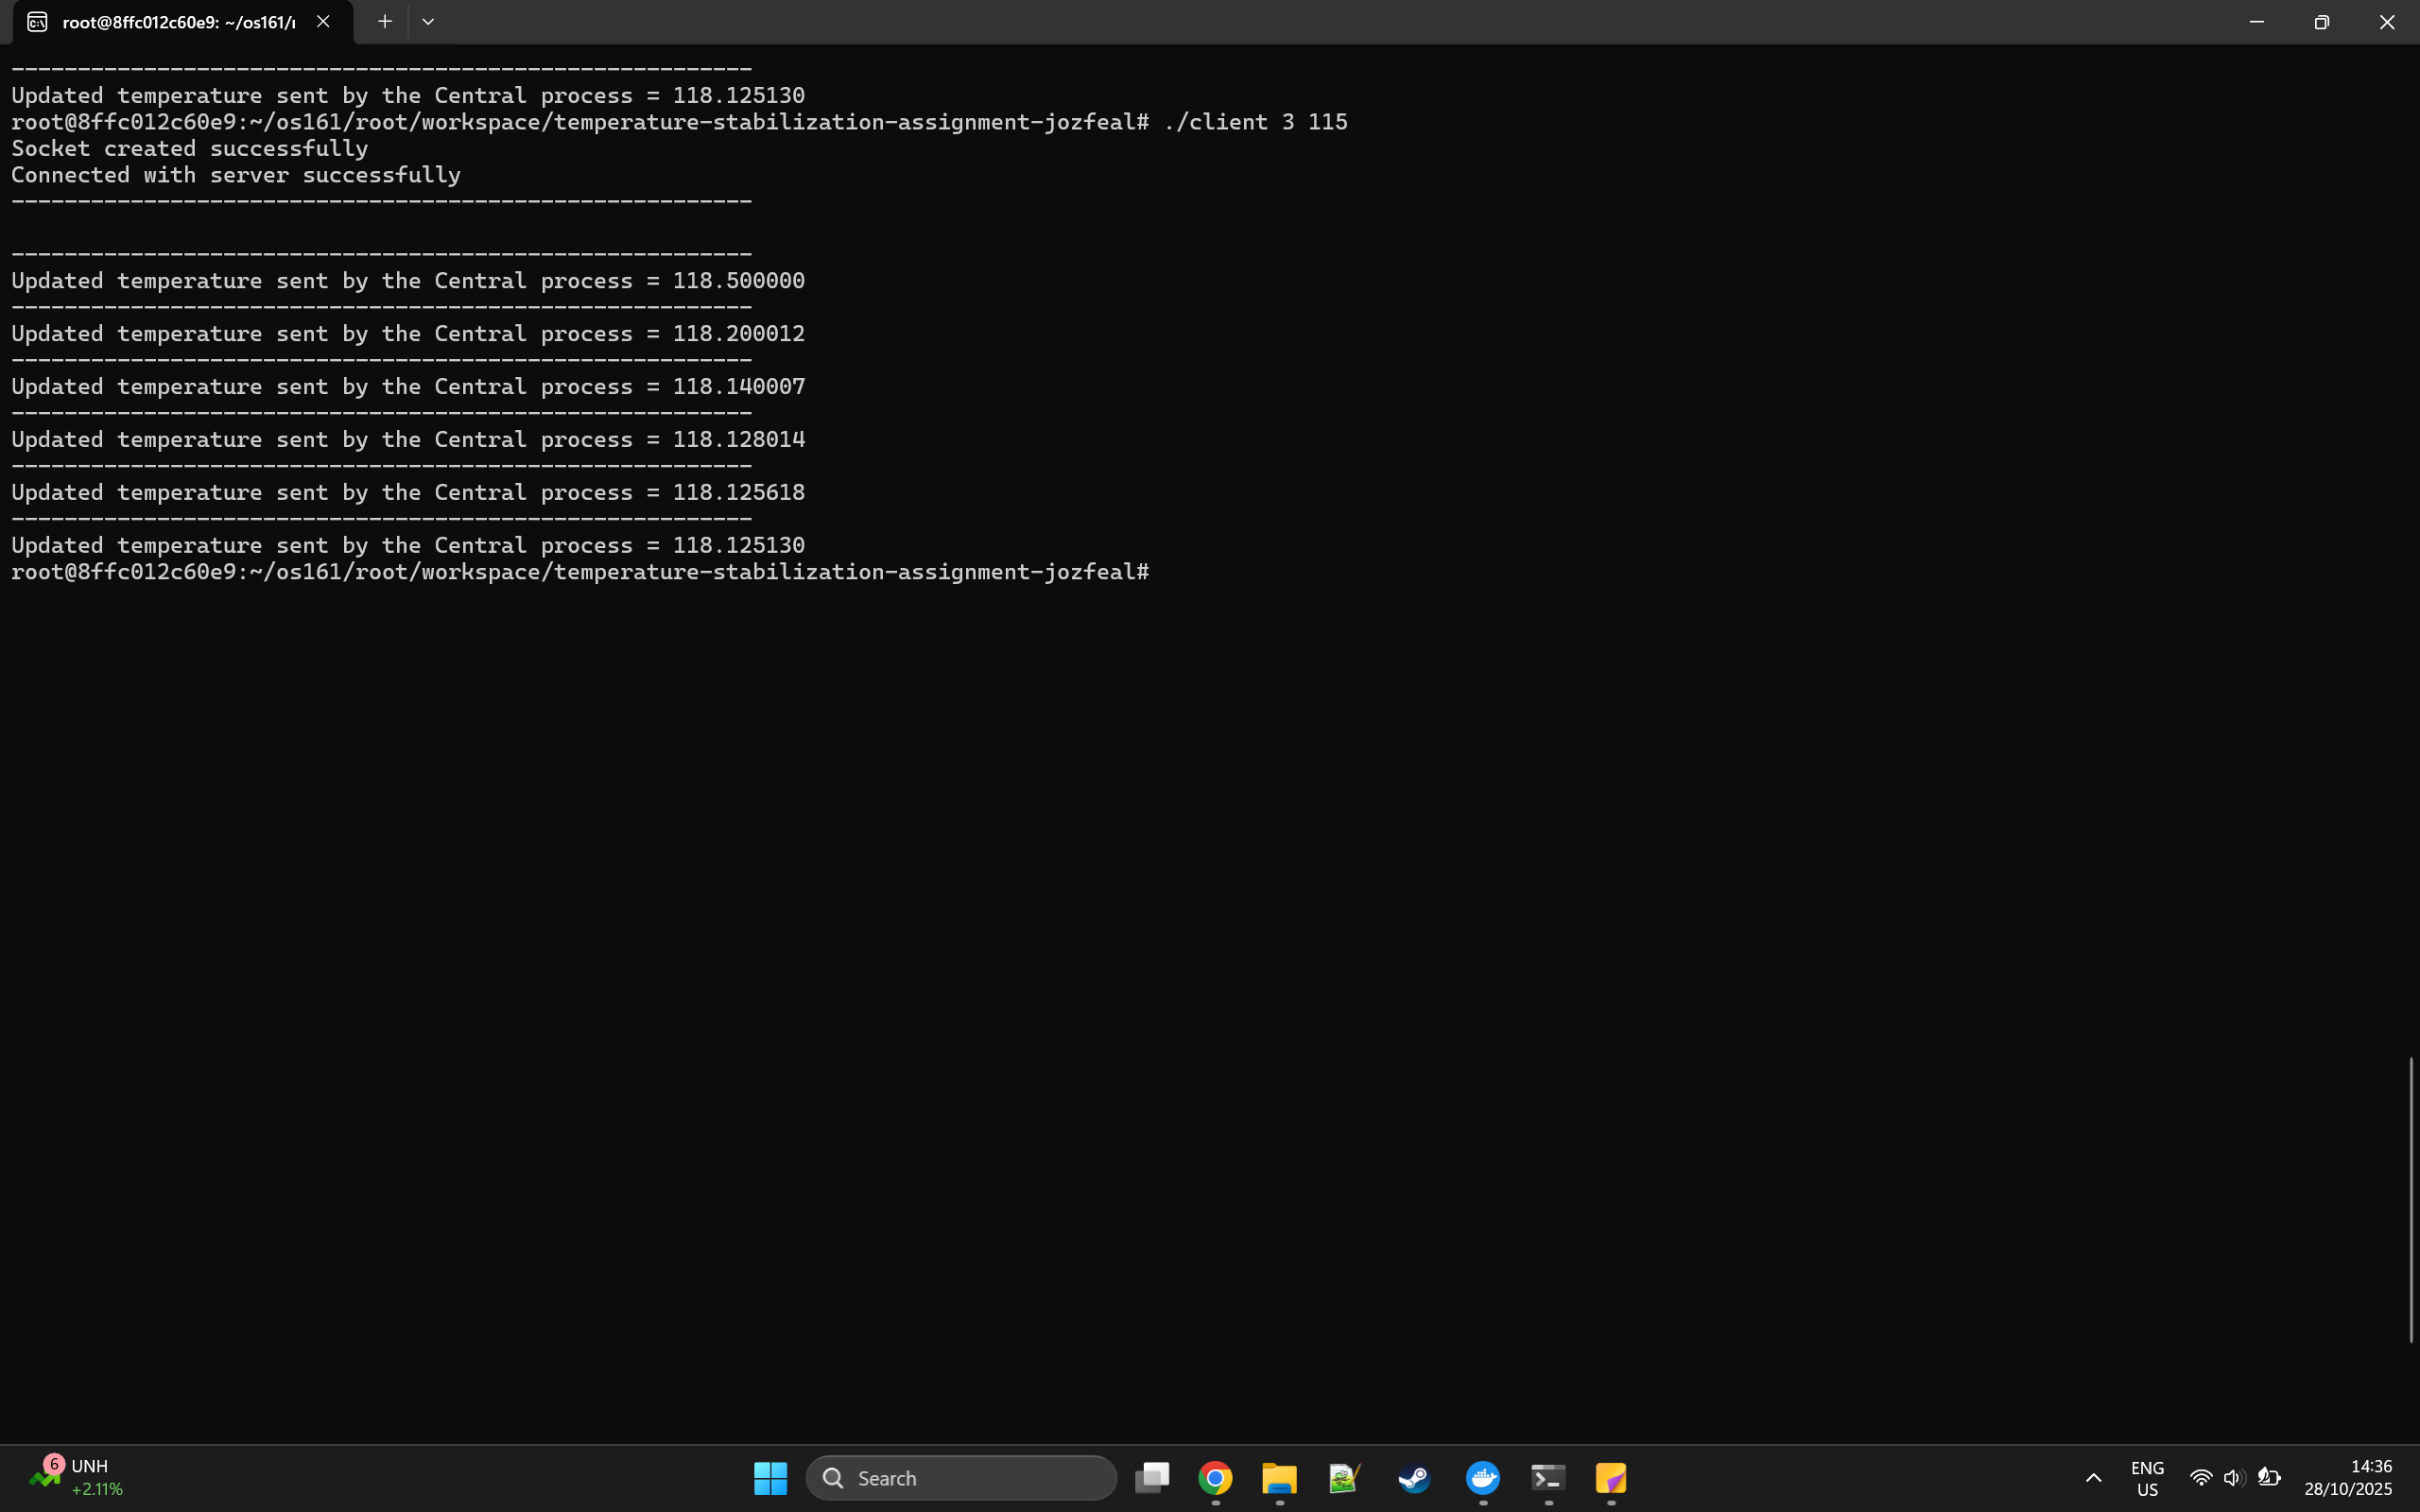 root@8ffc012c60e9: ~/os161/r
--------------------------------------------------------
Updated temperature sent by the Central process = 118.125130
root@8ffc012c60e9:~/os161/root/workspace/temperature-stabilization-assignment-jozfeal# ./client 3 115
Socket created successfully
Connected with server successfully
--------------------------------------------------------
--------------------------------------------------------
Updated temperature sent by the Central process = 118.500000
--------------------------------------------------------
Updated temperature sent by the Central process = 118.200012
--------------------------------------------------------
Updated temperature sent by the Central process = 118.140007
--------------------------------------------------------
Updated temperature sent by the Central process = 118.128014
--------------------------------------------------------
Updated temperature sent by the Central process = 118.125618
--------------------------------------------------------
Updated temperature sent by the Central process = 118.125130
root@8ffc012c60e9:~/os161/root/workspace/temperature-stabilization-assignment-jozfeal#
6
UNH
+2.11%
Search
ENG
US
14:36
28/10/2025